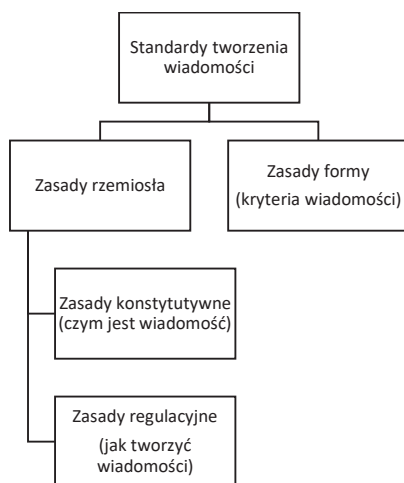 Standardy tworzenia
wiadomości
Zasady rzemiosła
Zasady formy
(kryteria wiadomości)
Zasady konstytutywne
(czym jest wiadomość)
Zasady regulacyjne
(jak tworzyć
wiadomości)